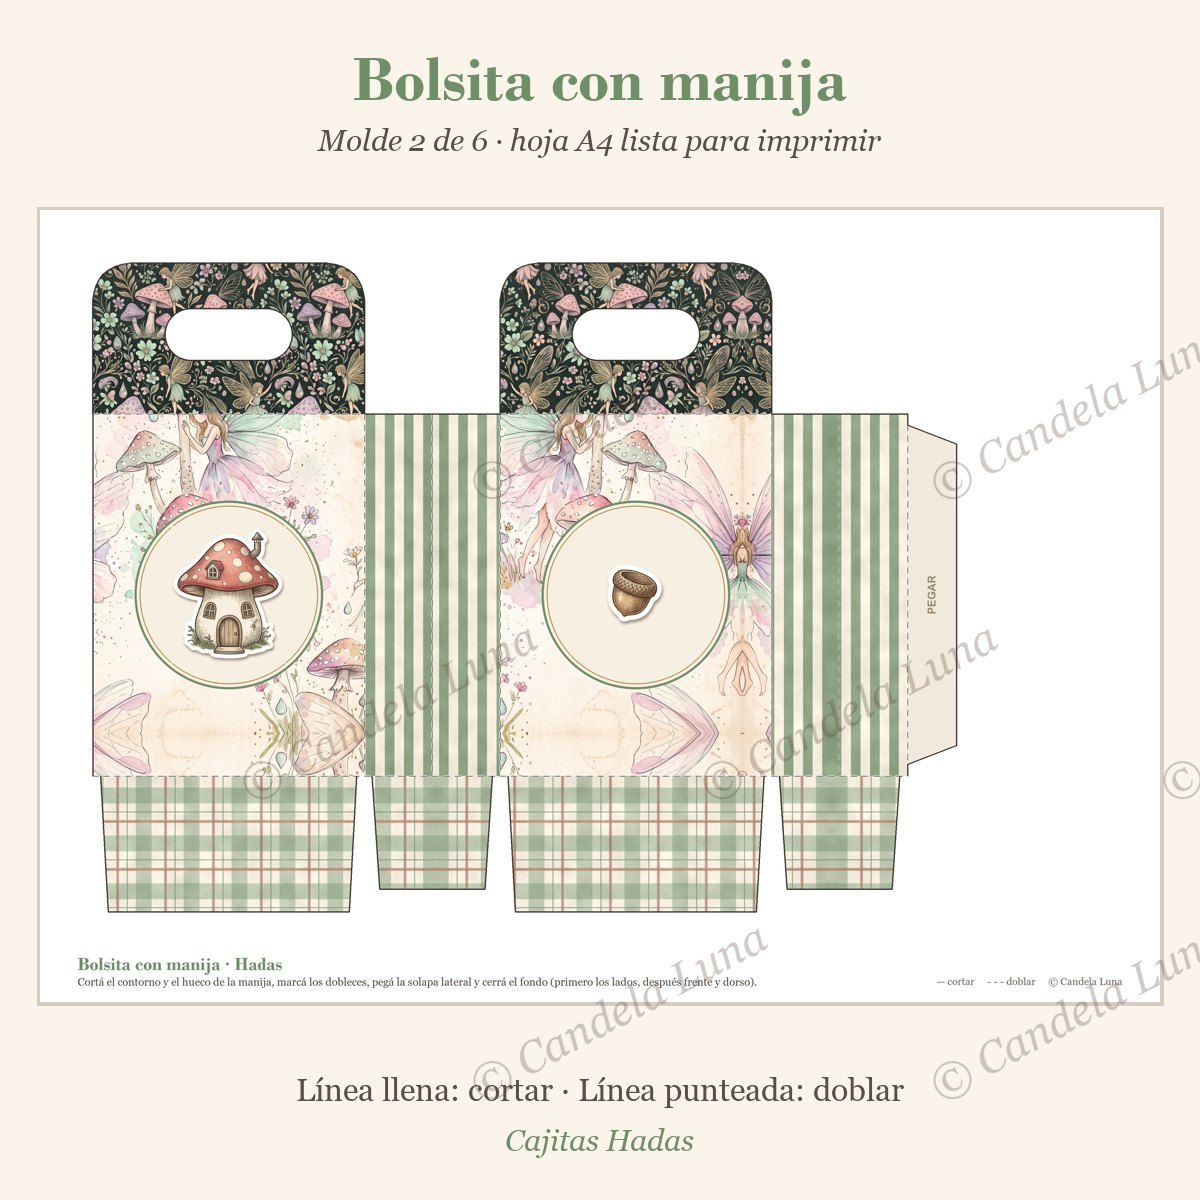 Bolsita con manija
Molde 2 de 6 · hoja A4 lista para imprimir
© Candela Luna
© Candela Luna
PEGAR
© Candela Luna
© Candela Luna
©
Bolsita con manija · Hadas
Cortá el contorno y el hueco de la manija, marcá los dobleces, pegá la solapa lateral y cerrá el fondo (primero los lados, después frente y dorso).
— cortar - - - doblar © Candela Luna
© Candela Luna
© Candela Luna
Línea llena: cortar · Línea punteada: doblar
Cajitas Hadas